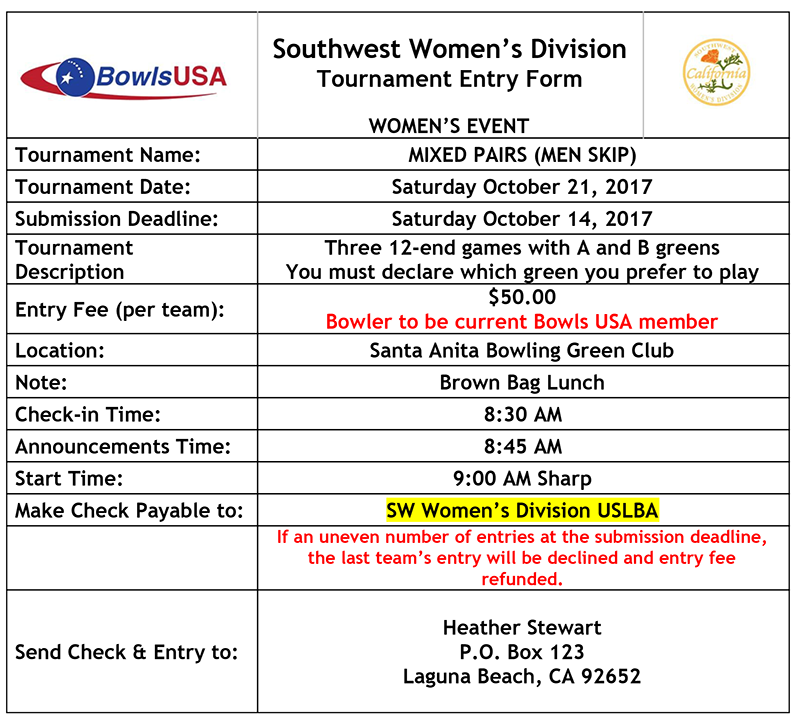 BowlsUSA
Southwest Women's Division
Tournament Entry Form
WOMEN'S EVENT
SOUTHWEST
California
WOMEN'S DIVISION
Tournament Name:
MIXED PAIRS (MEN SKIP)
Tournament Date:
Saturday October 21, 2017
Submission Deadline:
Saturday October 14, 2017
Tournament
Description
Three 12-end games with A and B greens
You must declare which green you prefer to play
Entry Fee (per team):
$50.00
Bowler to be current Bowls USA member
Location:
Santa Anita Bowling Green Club
Note:
Brown Bag Lunch
Check-in Time:
8:30 AM
Announcements Time:
8:45 AM
Start Time:
9:00 AM Sharp
Make Check Payable to:
SW Women's Division USLBA
If an uneven number of entries at the submission deadline,
the last team's entry will be declined and entry fee
refunded.
Send Check & Entry to:
Heather Stewart
P.O. Box 123
Laguna Beach, CA 92652